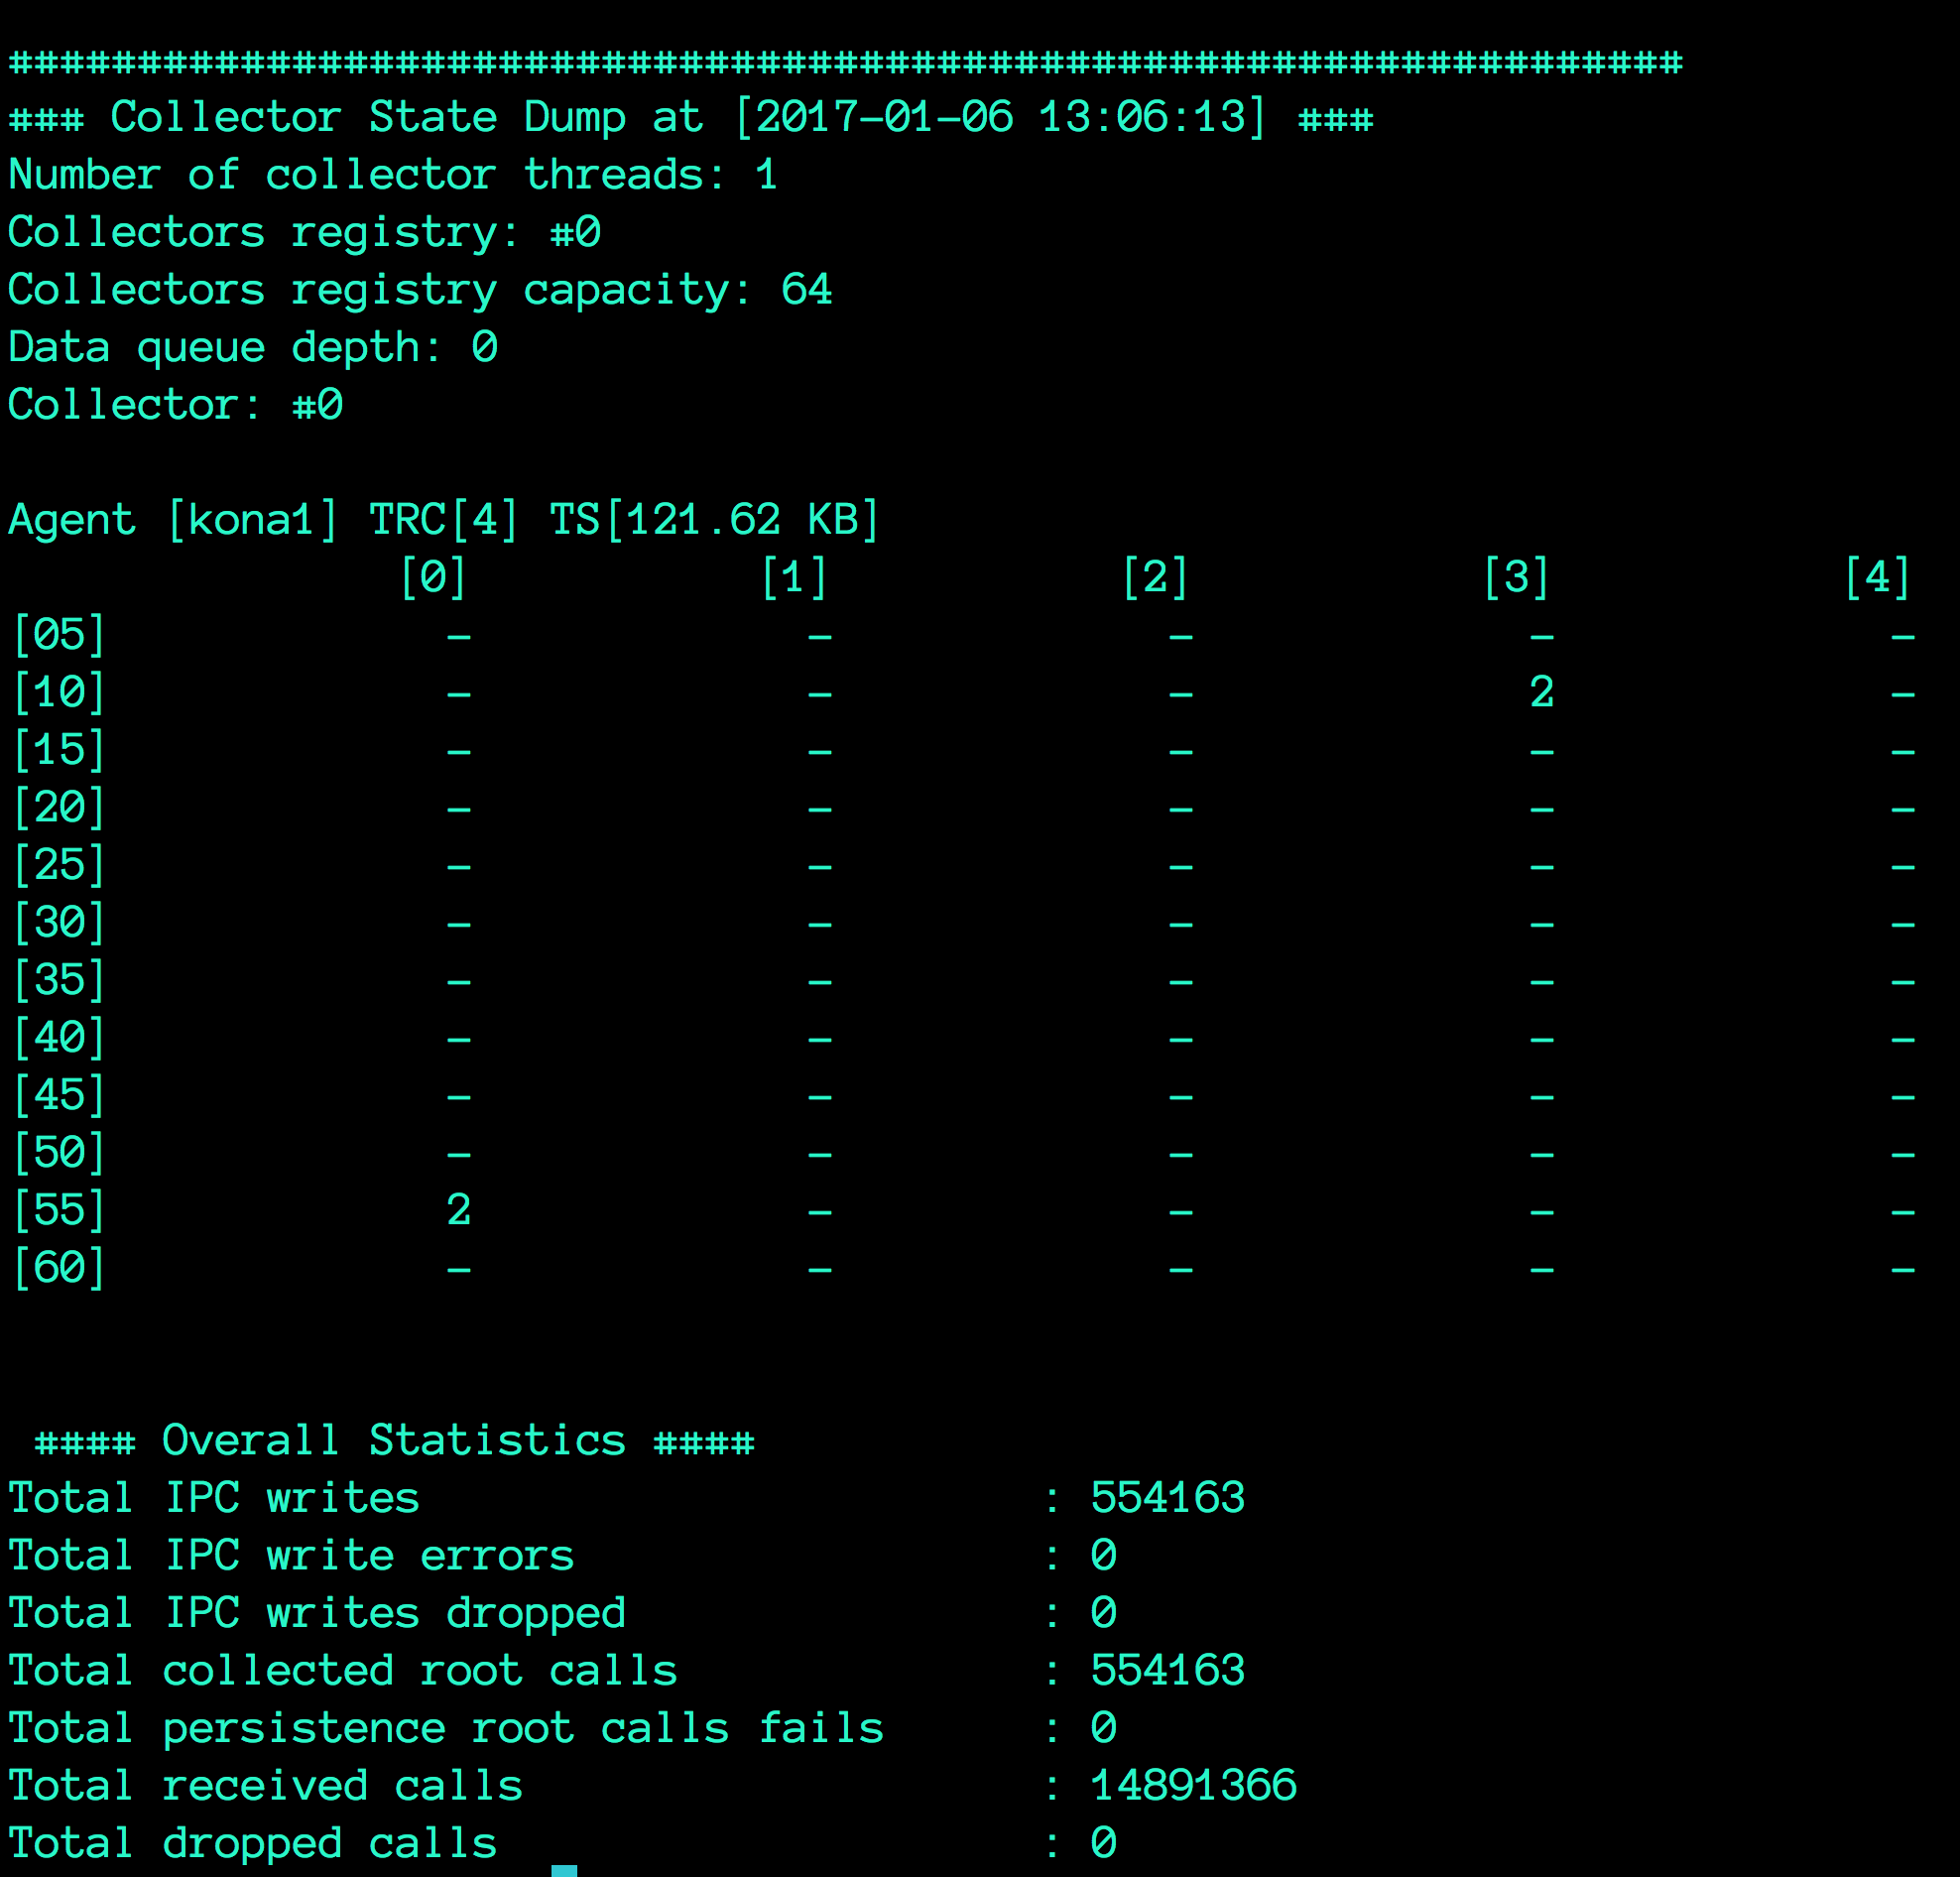 #################################################################
### Collector State Dump at [2017-01-06 13:06:13] ###
Number of collector threads: 1
Collectors registry: #0
Collectors registry capacity: 64
Data queue depth: 0
Collector: #0
Agent [kona1] TRC[4] TS[121.62 KB]
[0] [1] [2] [3] [4]
[05] - - - - -
[10] - - - 2 -
[15] - - - - -
[20] - - - - -
[25] - - - - -
[30] - - - - -
[35] - - - - -
[40] - - - - -
[45] - - - - -
[50] - - - - -
[55] 2 - - - -
[60] - - - - -
#### Overall Statistics ####
Total IPC writes : 554163
Total IPC write errors : 0
Total IPC writes dropped : 0
Total collected root calls : 554163
Total persistence root calls fails : 0
Total received calls : 14891366
Total dropped calls : 0